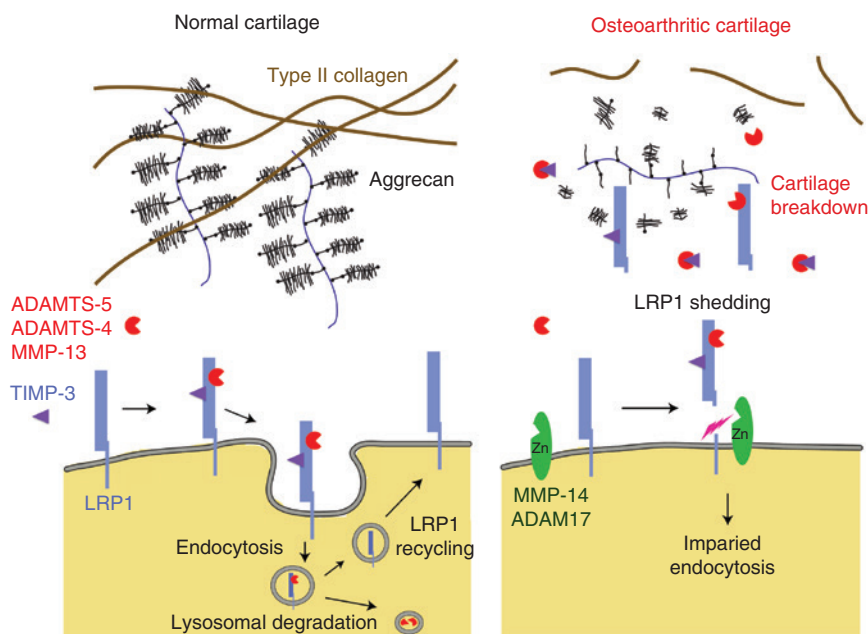 Normal cartilage
Type II collagen
Aggrecan
ADAMTS-5
ADAMTS-4
MMP-13
TIMP-3
LRP1
Endocytosis
LRP1
recycling
Lysosomal degradation
Osteoarthritic cartilage
Cartilage
breakdown
LRP1 shedding
Zn
Zn
MMP-14
ADAM17
Imparied
endocytosis